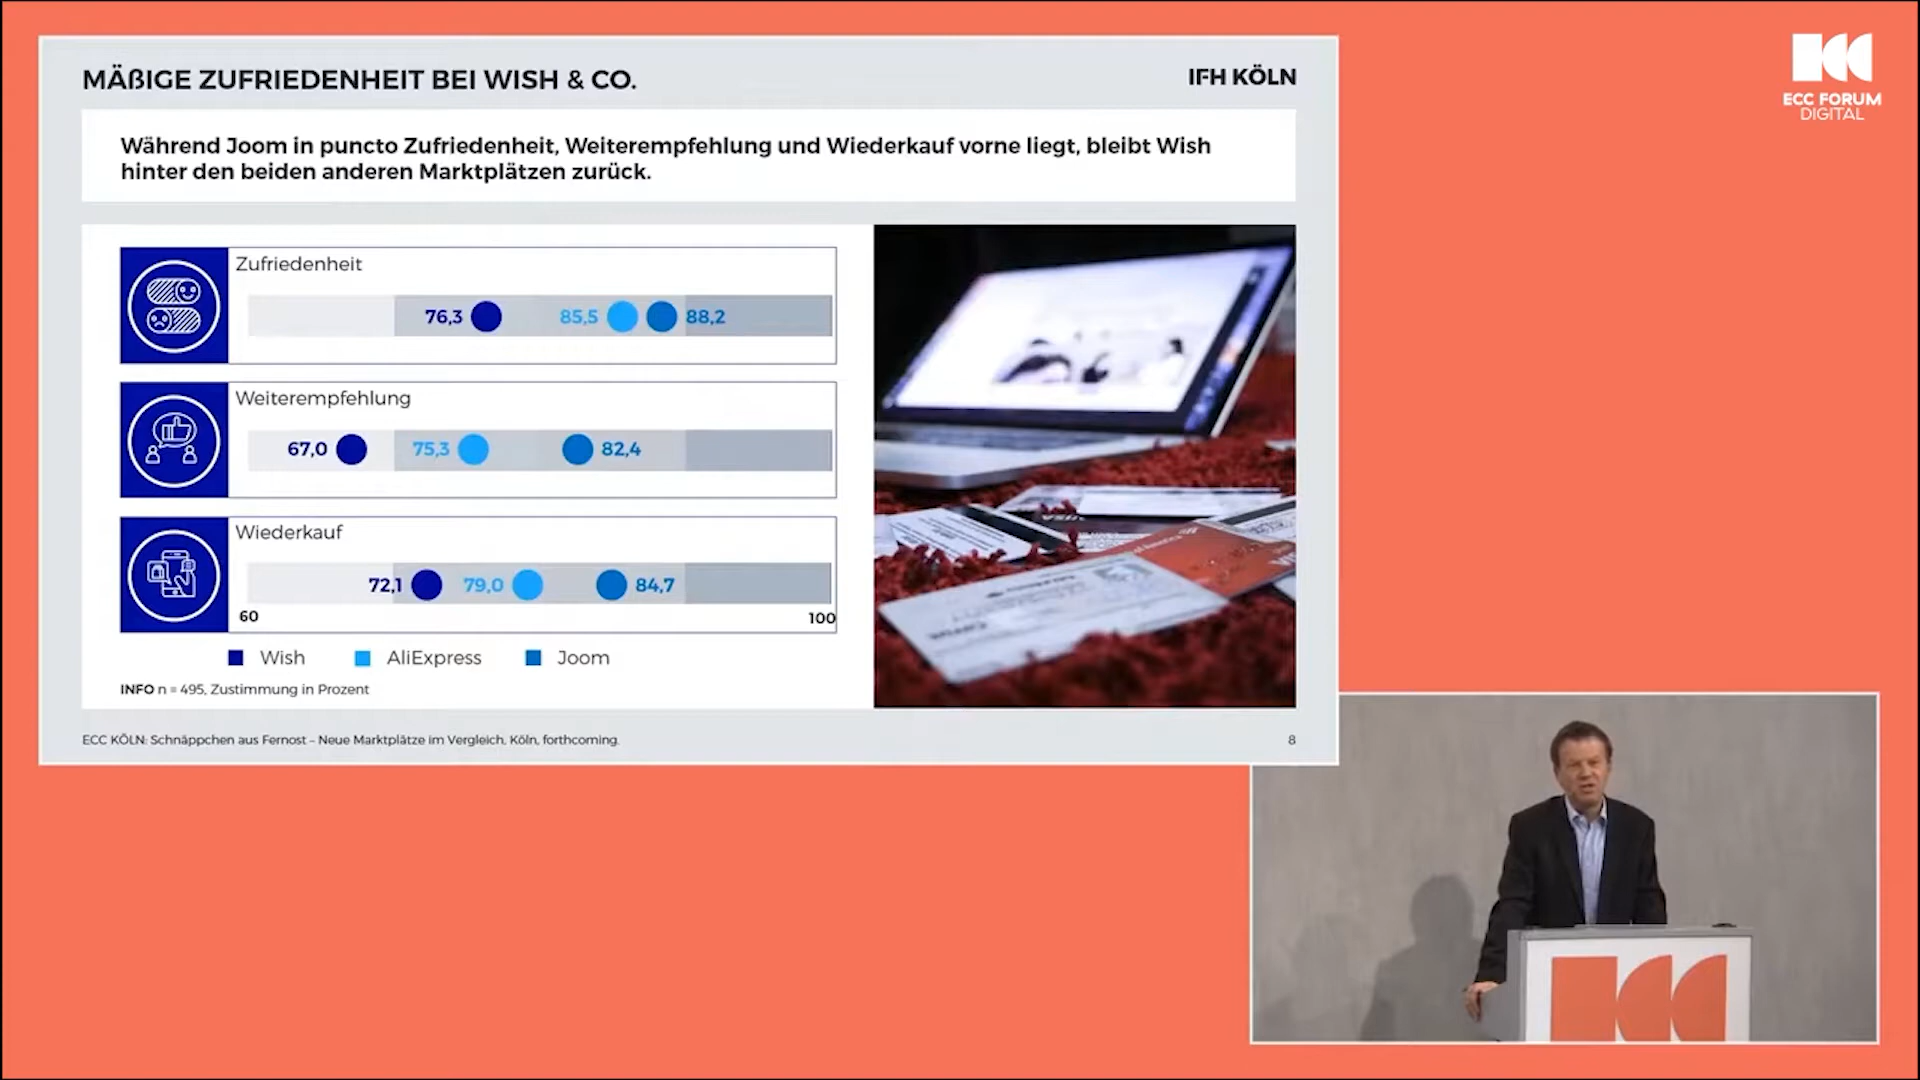 MÄßIGE ZUFRIEDENHEIT BEI WISH & CO.
IFH KÖLN
ECC FORUM
DIGITAL
Während Joom in puncto Zufriedenheit, Weiterempfehlung und Wiederkauf vorne liegt, bleibt Wish
hinter den beiden anderen Marktplätzen zurück.
Zufriedenheit
76,3 85,5 88,2
Weiterempfehlung
67,0 75,3 82,4
Wiederkauf
72,1 79,0 84,7
60 100
Wish AliExpress Joom
INFO n = 495, Zustimmung in Prozent
ECC KÖLN: Schnäppchen aus Fernost – Neue Marktplätze im Vergleich. Köln, forthcoming.
8